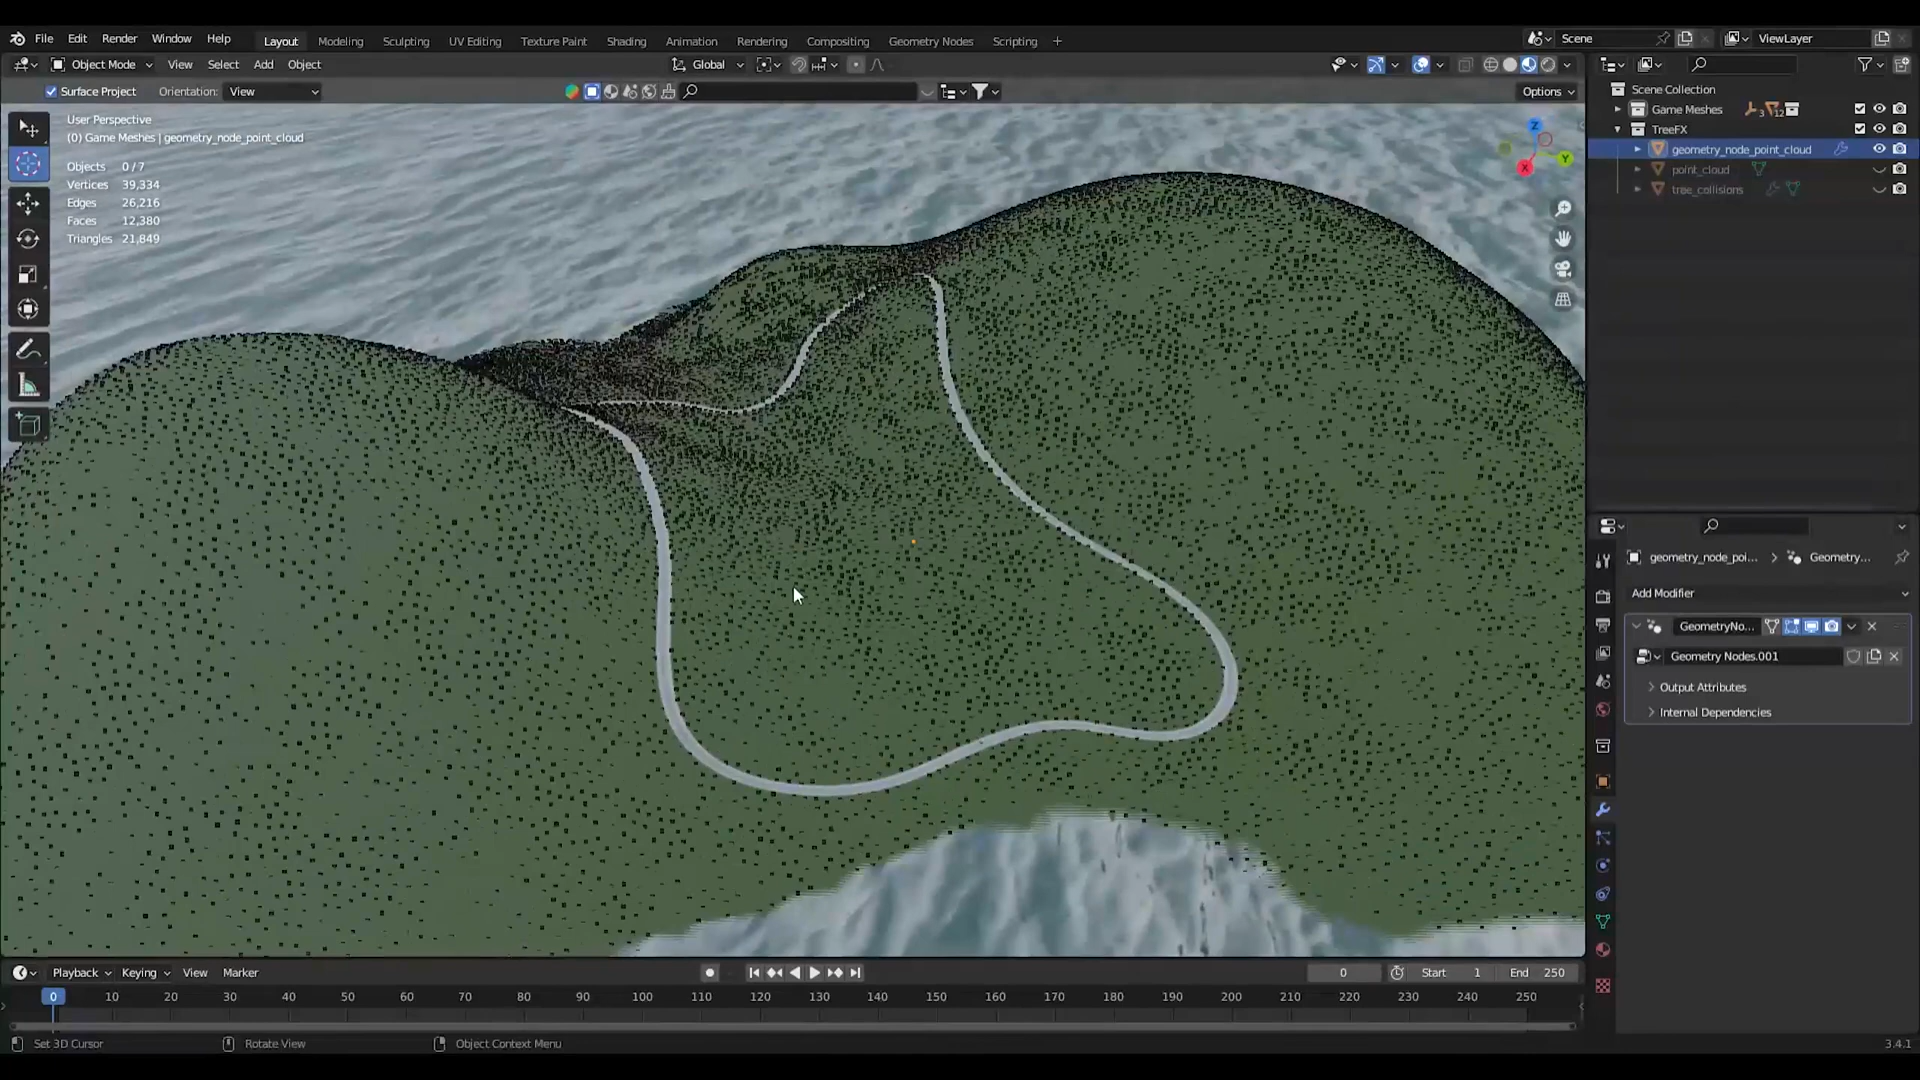 File Edit Render Window Help Layout Modeling Sculpting UV Editing Texture Paint Shading Animation Rendering Compositing Geometry Nodes Scripting + Scene ViewLayer
Object Mode View Select Add Object Global
Surface Project Orientation: View Options
User Perspective
(0) Game Meshes | geometry_node_point_cloud
Objects 0/7
Vertices 39,334
Edges 26,216
Faces 12,380
Triangles 21,849
Z
Y
X
Scene Collection
Game Meshes 3 12
TreeFX
geometry_node_point_cloud
point_cloud
tree_collisions
geometry_node_poi... Geometry...
Add Modifier
GeometryNo...
Geometry Nodes.001
Output Attributes
Internal Dependencies
Playback Keying View Marker 0 Start 1 End 250
0 10 20 30 40 50 60 70 80 90 100 110 120 130 140 150 160 170 180 190 200 210 220 230 240 250
Set 3D Cursor Rotate View Object Context Menu 3.4.1